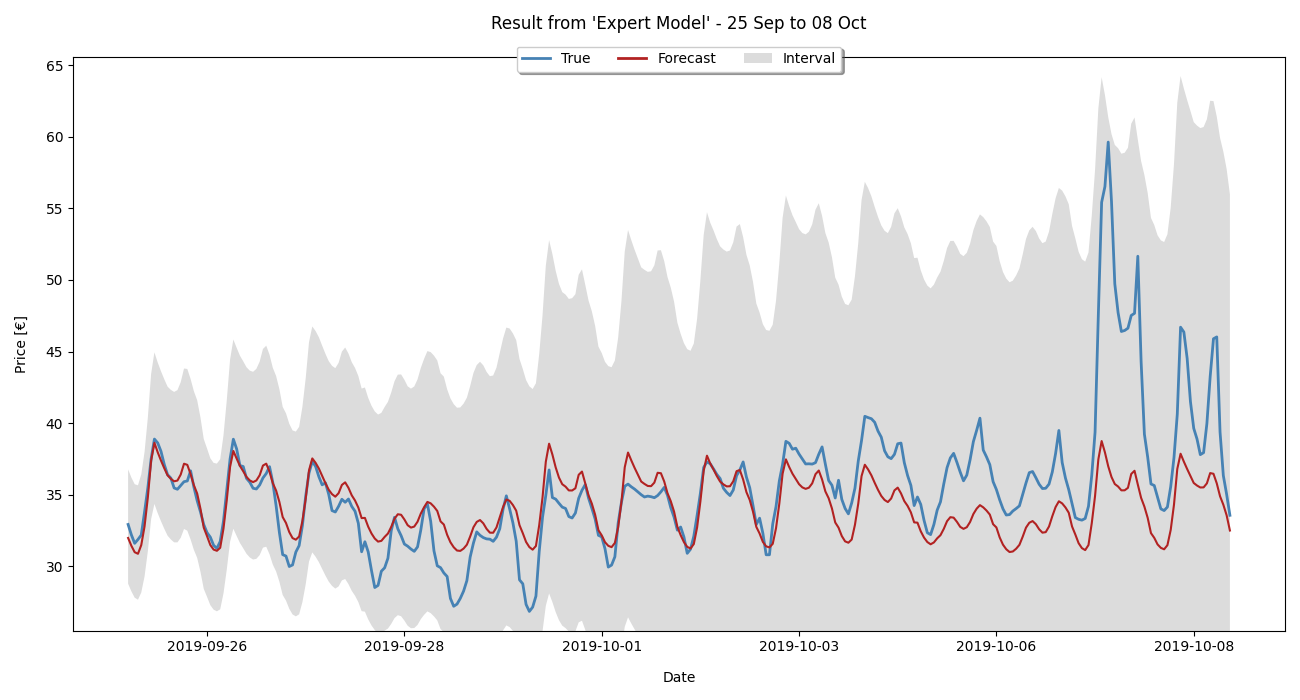 Result from 'Expert Model' - 25 Sep to 08 Oct
True Forecast Interval
65
60
55
50
45
40
35
30
Price [€]
2019-09-26 2019-09-28 2019-10-01 2019-10-03 2019-10-06 2019-10-08
Date